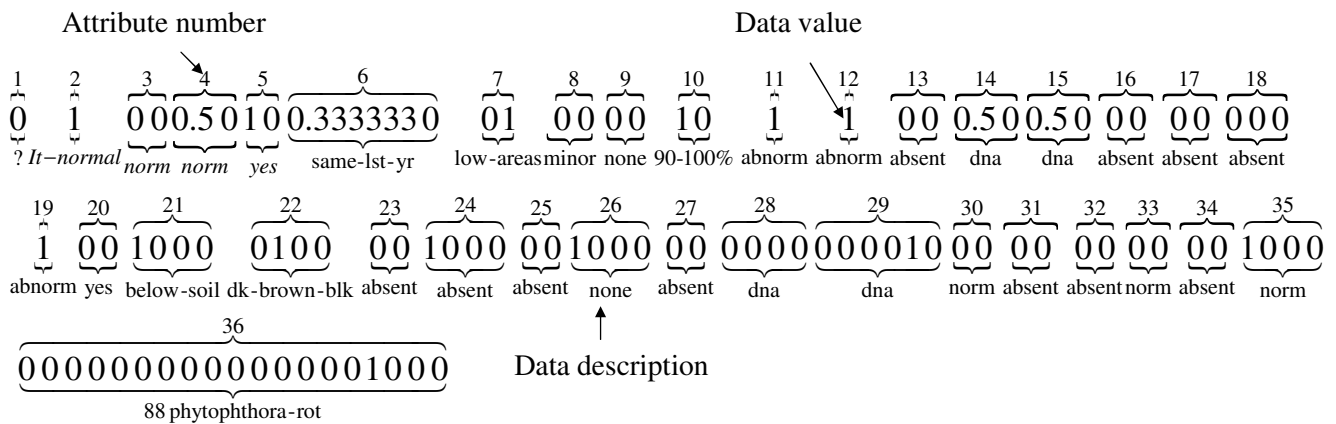 Attribute number Data value
1 2 3 4 5 6 7 8 9 10 11 12 13 14 15 16 17 18
0 1 0 0 0.5 0 1 0 0.33333 0 0 1 0 0 0 0 1 0 1 1 0 0 0.5 0 0.5 0 0 0 0 0 0 0 0
? It–normal norm norm yes same-lst-yr low-areas minor none 90-100% abnorm abnorm absent dna dna absent absent absent
19 20 21 22 23 24 25 26 27 28 29 30 31 32 33 34 35
1 0 0 1 0 0 0 0 1 0 0 0 0 1 0 0 0 0 0 1 0 0 0 0 0 0 0 0 0 0 0 0 0 1 0 0 0 0 0 0 0 0 0 0 0 0 1 0 0 0
abnorm yes below-soil dk-brown-blk absent absent absent none absent dna dna norm absent absent norm absent norm
36
0 0 0 0 0 0 0 0 0 0 0 0 0 0 0 1 0 0 0
Data description
88 phytophthora-rot